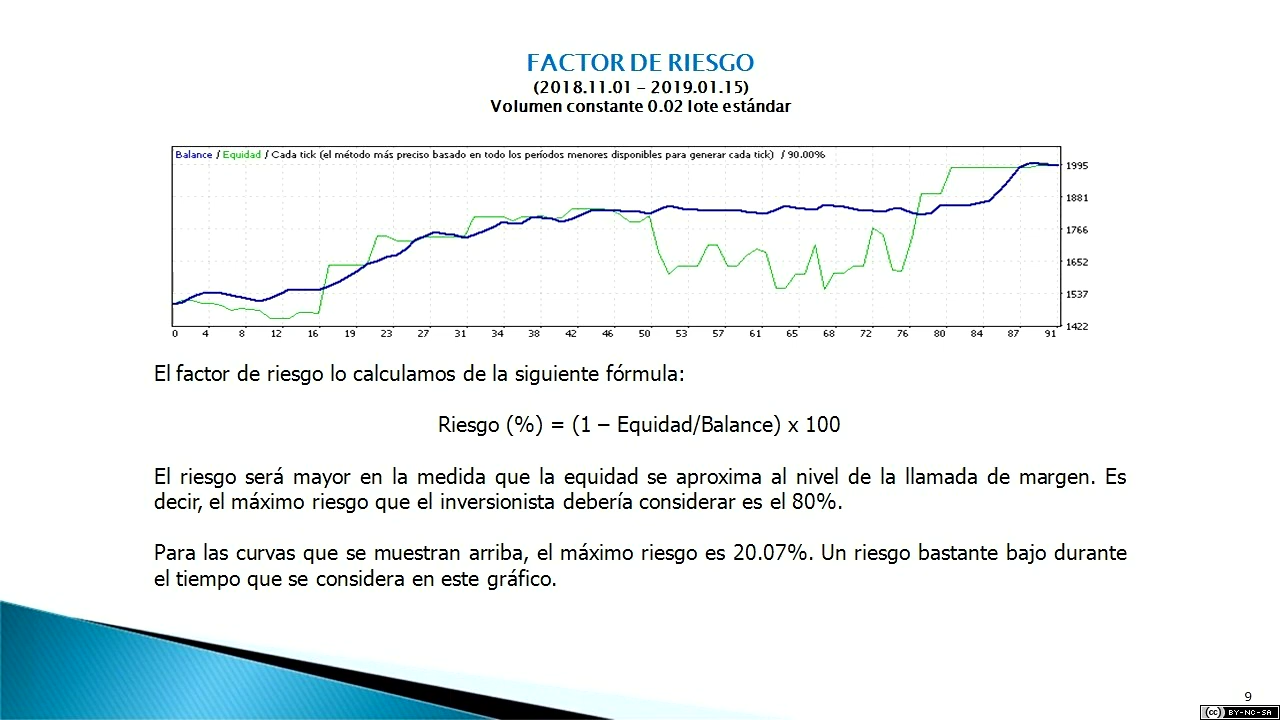 FACTOR DE RIESGO
(2018.11.01 – 2019.01.15)
Volumen constante 0.02 lote estándar
Balance / Equidad / Cada tick (el método más preciso basado en todo los períodos menores disponibles para generar cada tick) / 90.00%
1995
1881
1766
1652
1537
1422
0 4 8 12 16 19 23 27 31 34 38 42 46 50 53 57 61 65 68 72 76 80 84 87 91
El factor de riesgo lo calculamos de la siguiente fórmula:
Riesgo (%) = (1 – Equidad/Balance) x 100
El riesgo será mayor en la medida que la equidad se aproxima al nivel de la llamada de margen. Es
decir, el máximo riesgo que el inversionista debería considerar es el 80%.
Para las curvas que se muestran arriba, el máximo riesgo es 20.07%. Un riesgo bastante bajo durante
el tiempo que se considera en este gráfico.
9
cc BY-NC-SA